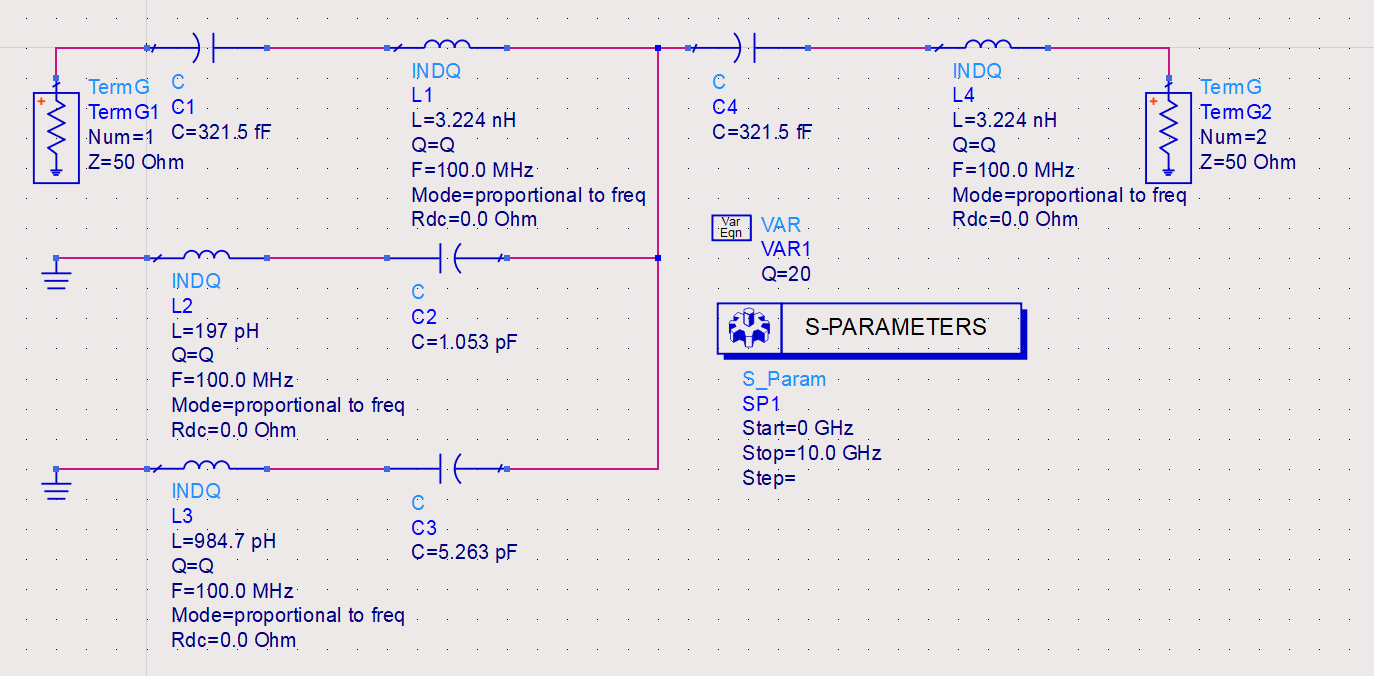 TermG
TermG1
Num=1
Z=50 Ohm
C
C1
C=321.5 fF
INDQ
L1
L=3.224 nH
Q=Q
F=100.0 MHz
Mode=proportional to freq
Rdc=0.0 Ohm
C
C4
C=321.5 fF
INDQ
L4
L=3.224 nH
Q=Q
F=100.0 MHz
Mode=proportional to freq
Rdc=0.0 Ohm
TermG
TermG2
Num=2
Z=50 Ohm
INDQ
L2
L=197 pH
Q=Q
F=100.0 MHz
Mode=proportional to freq
Rdc=0.0 Ohm
C
C2
C=1.053 pF
Var
Eqn
VAR
VAR1
Q=20
S-PARAMETERS
S_Param
SP1
Start=0 GHz
Stop=10.0 GHz
Step=
INDQ
L3
L=984.7 pH
Q=Q
F=100.0 MHz
Mode=proportional to freq
Rdc=0.0 Ohm
C
C3
C=5.263 pF